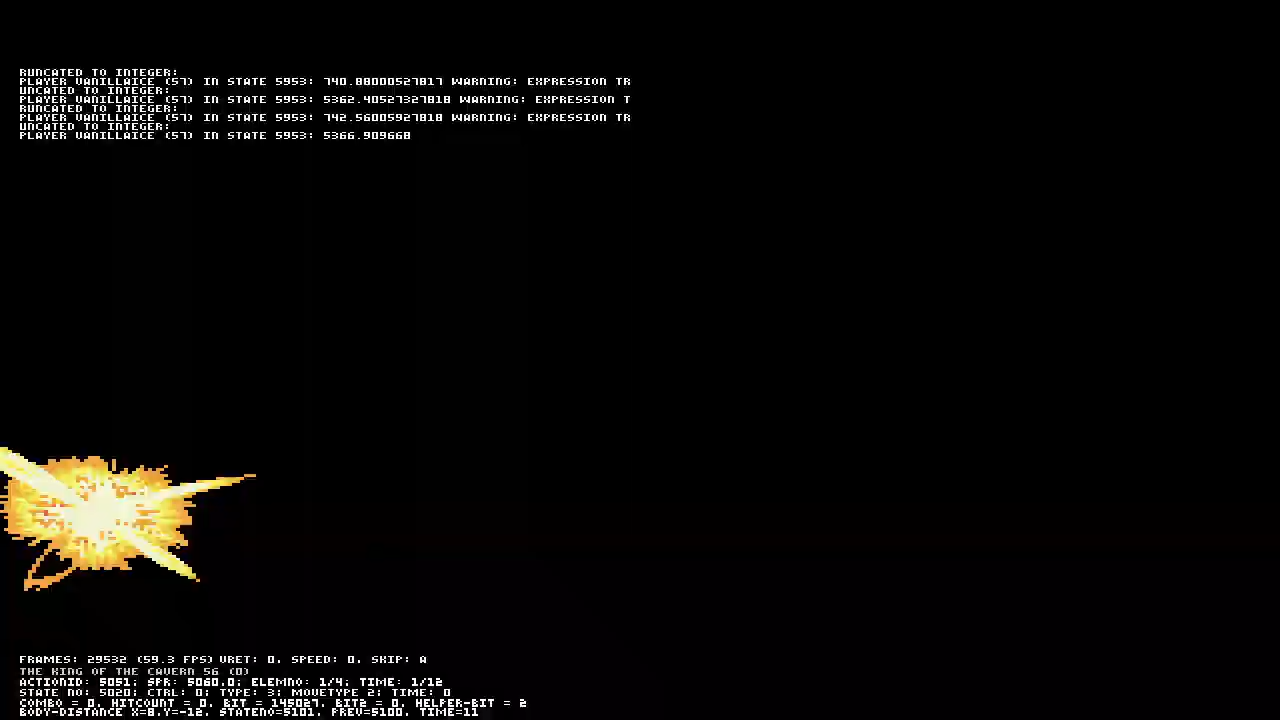 RUNCATED TO INTEGER:
PLAYER VANILLAICE (57) IN STATE 5953: 740.88000527817 WARNING: EXPRESSION TR
UNCATED TO INTEGER:
PLAYER VANILLAICE (57) IN STATE 5953: 5362.40527327818 WARNING: EXPRESSION T
RUNCATED TO INTEGER:
PLAYER VANILLAICE (57) IN STATE 5953: 742.56005927818 WARNING: EXPRESSION TR
UNCATED TO INTEGER:
PLAYER VANILLAICE (57) IN STATE 5953: 5366.909668
FRAMES: 29532 (59.3 FPS) VRET: 0. SPEED: 0. SKIP: A
THE KING OF THE CAVERN 56 (0)
ACTIONID: 5051; SPR: 5060,0; ELEMNO: 1/4; TIME: 1/12
STATE NO: 5020; CTRL: 0; TYPE: 3; MOVETYPE 2; TIME: 0
COMBO = 0, HITCOUNT = 0, BIT = 145027, BIT2 = 0, HELPER-BIT = 2
BODY-DISTANCE X=8,Y=-12, STATENO=5101, PREV=5100, TIME=11